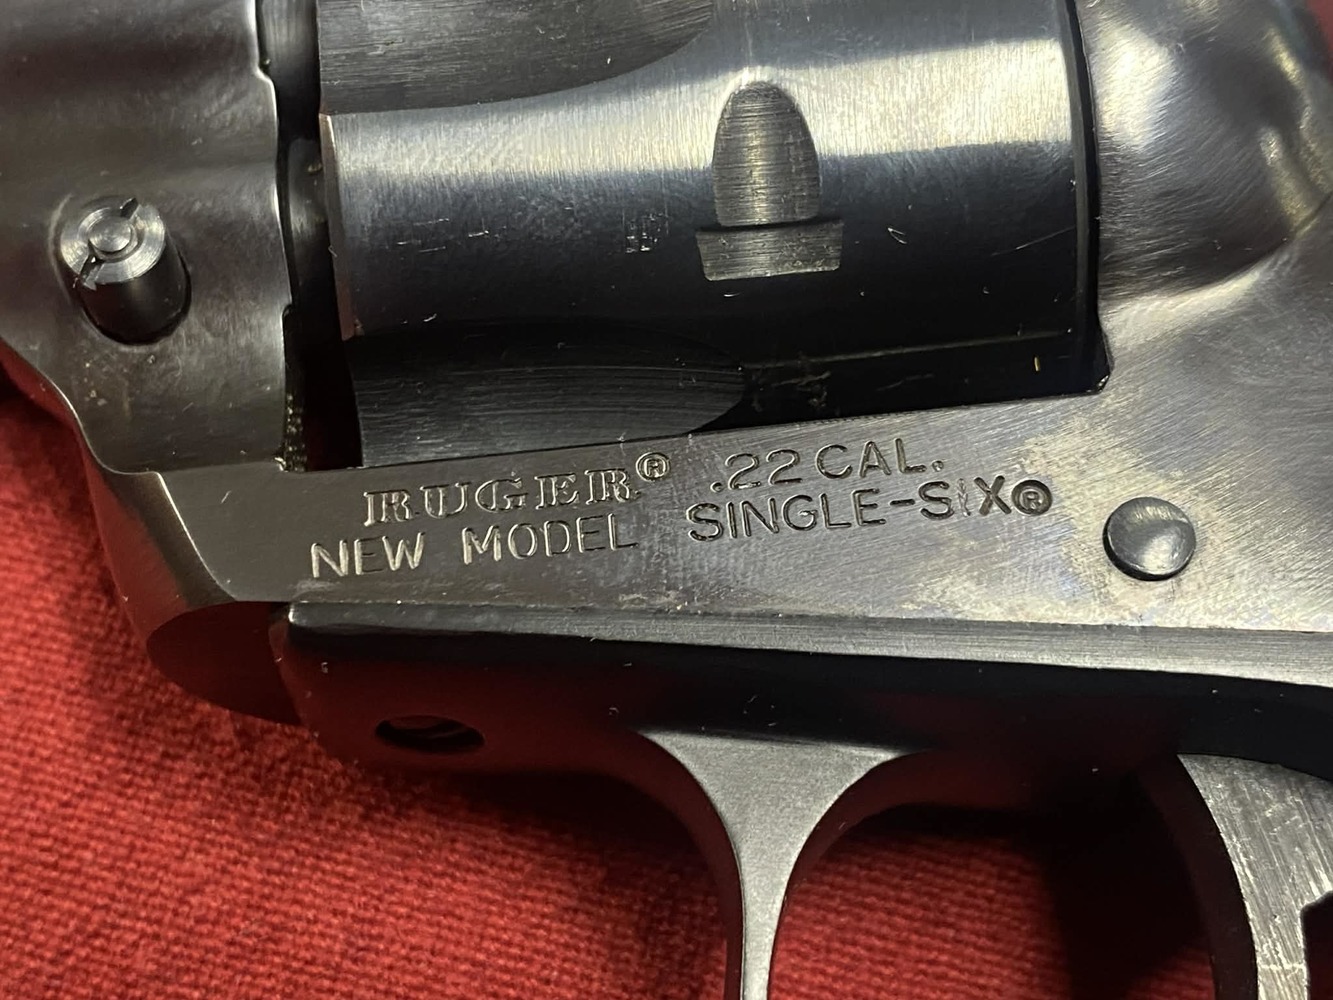 RUGER® .22 CAL.
NEW MODEL SINGLE-SIX®